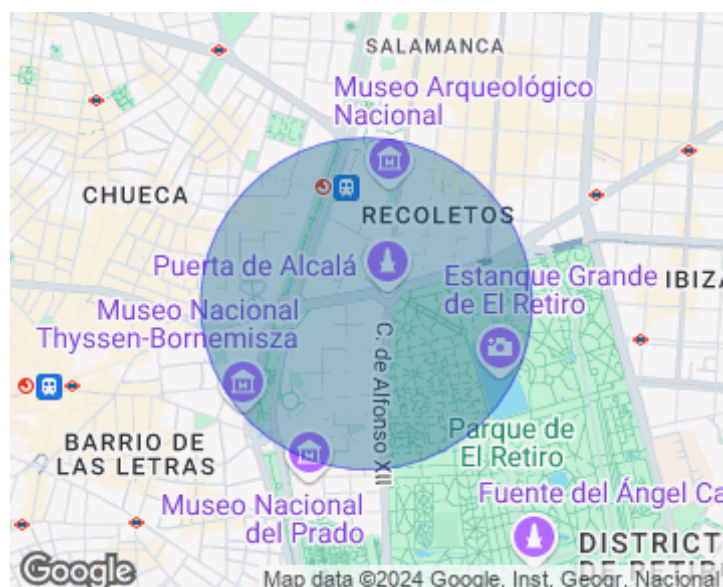 SALAMANCA
Museo Arqueológico
Nacional
CHUECA
RECOLETOS
Puerta de Alcalá
Estanque Grande
de El Retiro
IBIZ
Museo Nacional
Thyssen-Bornemisza
C. de Alfonso XII
BARRIO DE
LAS LETRAS
Parque de
El Retiro
Museo Nacional
del Prado
Fuente del Ángel Ca
DISTRICT
DE RETIR
Google
Map data ©2024 Google, Inst. Geogr. Nacional